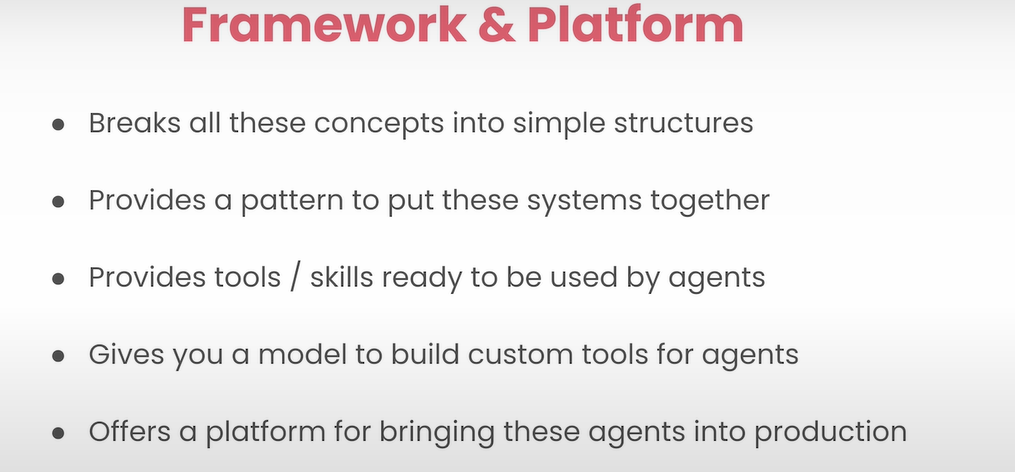 Framework & Platform
● Breaks all these concepts into simple structures
● Provides a pattern to put these systems together
● Provides tools / skills ready to be used by agents
● Gives you a model to build custom tools for agents
● Offers a platform for bringing these agents into production